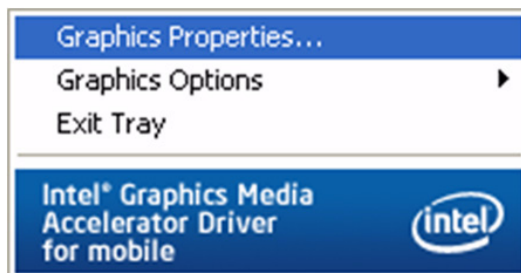 Graphics Properties...
Graphics Options
Exit Tray
Intel® Graphics Media
Accelerator Driver
for mobile
intel